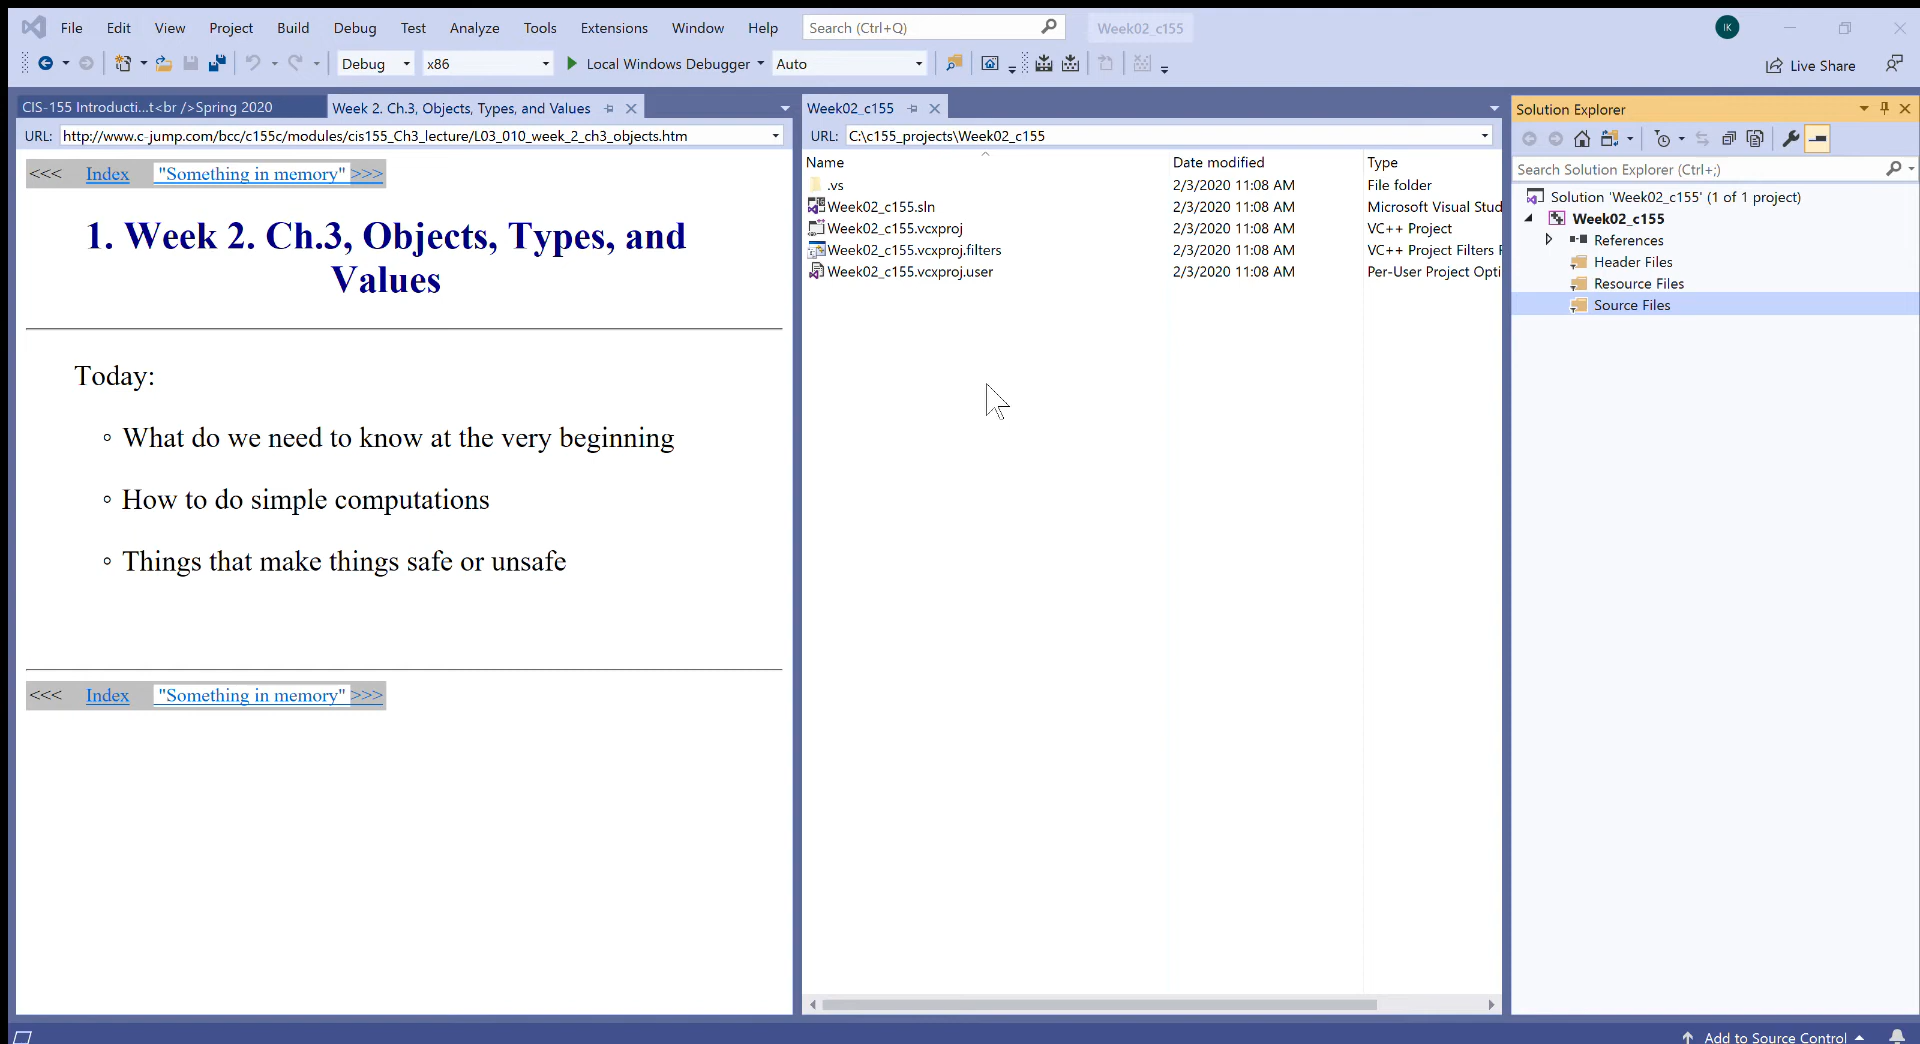 File Edit View Project Build Debug Test Analyze Tools Extensions Window Help Search (Ctrl+Q) Week02_c155 IK
Debug x86 Local Windows Debugger Auto Live Share
CIS-155 Introducti...t<br />Spring 2020 Week 2. Ch.3, Objects, Types, and Values
URL: http://www.c-jump.com/bcc/c155c/modules/cis155_Ch3_lecture/L03_010_week_2_ch3_objects.htm
<<< Index "Something in memory" >>>
1. Week 2. Ch.3, Objects, Types, and
Values
Today:
◦ What do we need to know at the very beginning
◦ How to do simple computations
◦ Things that make things safe or unsafe
<<< Index "Something in memory" >>>
Week02_c155
URL: C:\c155_projects\Week02_c155
Name Date modified Type
.vs 2/3/2020 11:08 AM File folder
Week02_c155.sln 2/3/2020 11:08 AM Microsoft Visual Stud
Week02_c155.vcxproj 2/3/2020 11:08 AM VC++ Project
Week02_c155.vcxproj.filters 2/3/2020 11:08 AM VC++ Project Filters F
Week02_c155.vcxproj.user 2/3/2020 11:08 AM Per-User Project Opti
Solution Explorer
Search Solution Explorer (Ctrl+;)
Solution 'Week02_c155' (1 of 1 project)
Week02_c155
References
Header Files
Resource Files
Source Files
Add to Source Control